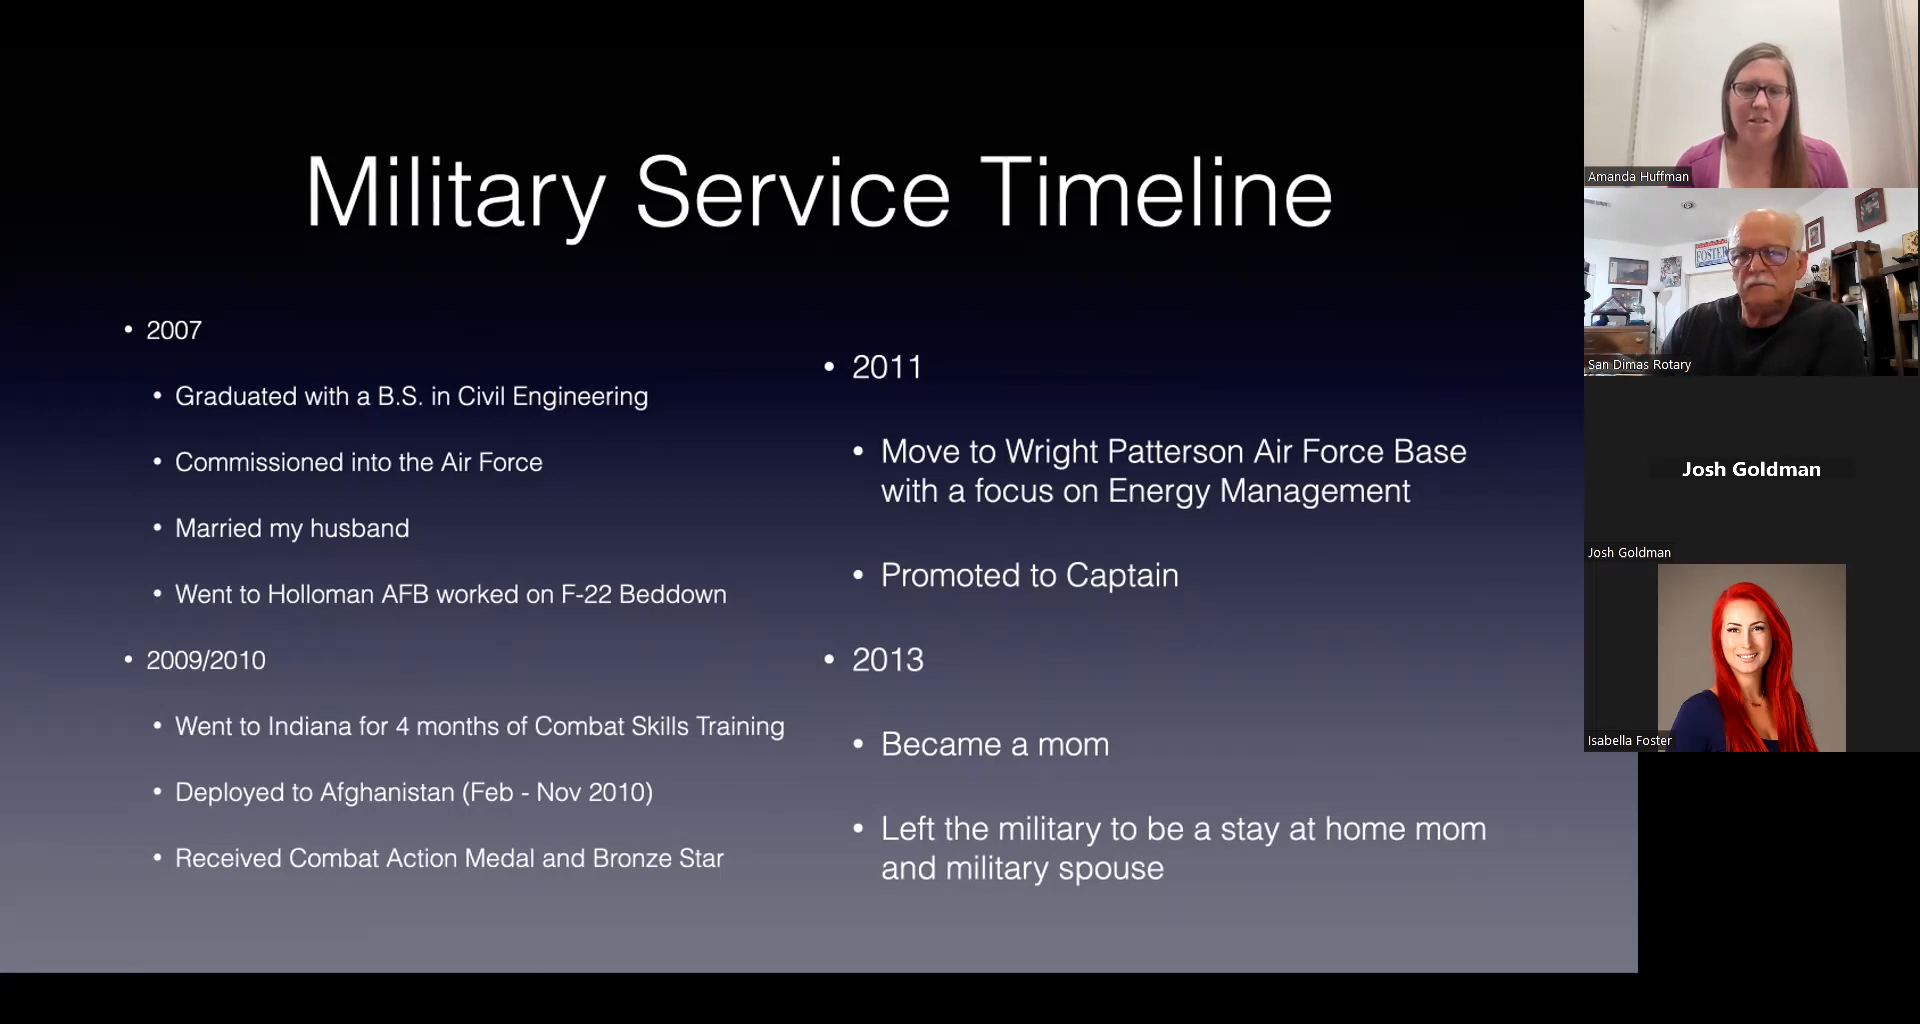 Military Service Timeline
• 2007
• Graduated with a B.S. in Civil Engineering
• Commissioned into the Air Force
• Married my husband
• Went to Holloman AFB worked on F-22 Beddown
• 2009/2010
• Went to Indiana for 4 months of Combat Skills Training
• Deployed to Afghanistan (Feb - Nov 2010)
• Received Combat Action Medal and Bronze Star
• 2011
• Move to Wright Patterson Air Force Base
with a focus on Energy Management
• Promoted to Captain
• 2013
• Became a mom
• Left the military to be a stay at home mom
and military spouse
Amanda Huffman
FOSTER
San Dimas Rotary
Josh Goldman
Josh Goldman
Isabella Foster